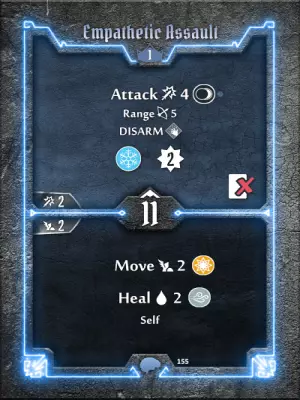 Empathetic Assault
1
Attack 4
Range 5
DISARM
2
2
2
11
Move 2
Heal 2
Self
155